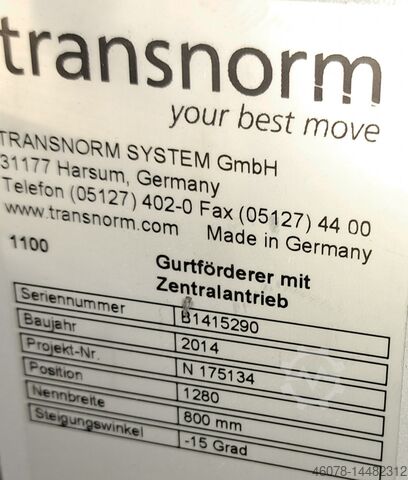 transnorm
your best move
TRANSNORM SYSTEM GmbH
31177 Harsum, Germany
Telefon (05127) 402-0 Fax (05127) 44 00
www.transnorm.com Made in Germany
1100 Gurtförderer mit
Zentralantrieb
Seriennummer B1415290
Baujahr 2014
Projekt-Nr. N 175134
Position 1280
Nennbreite 800 mm
Steigungswinkel -15 Grad
46078-14482312